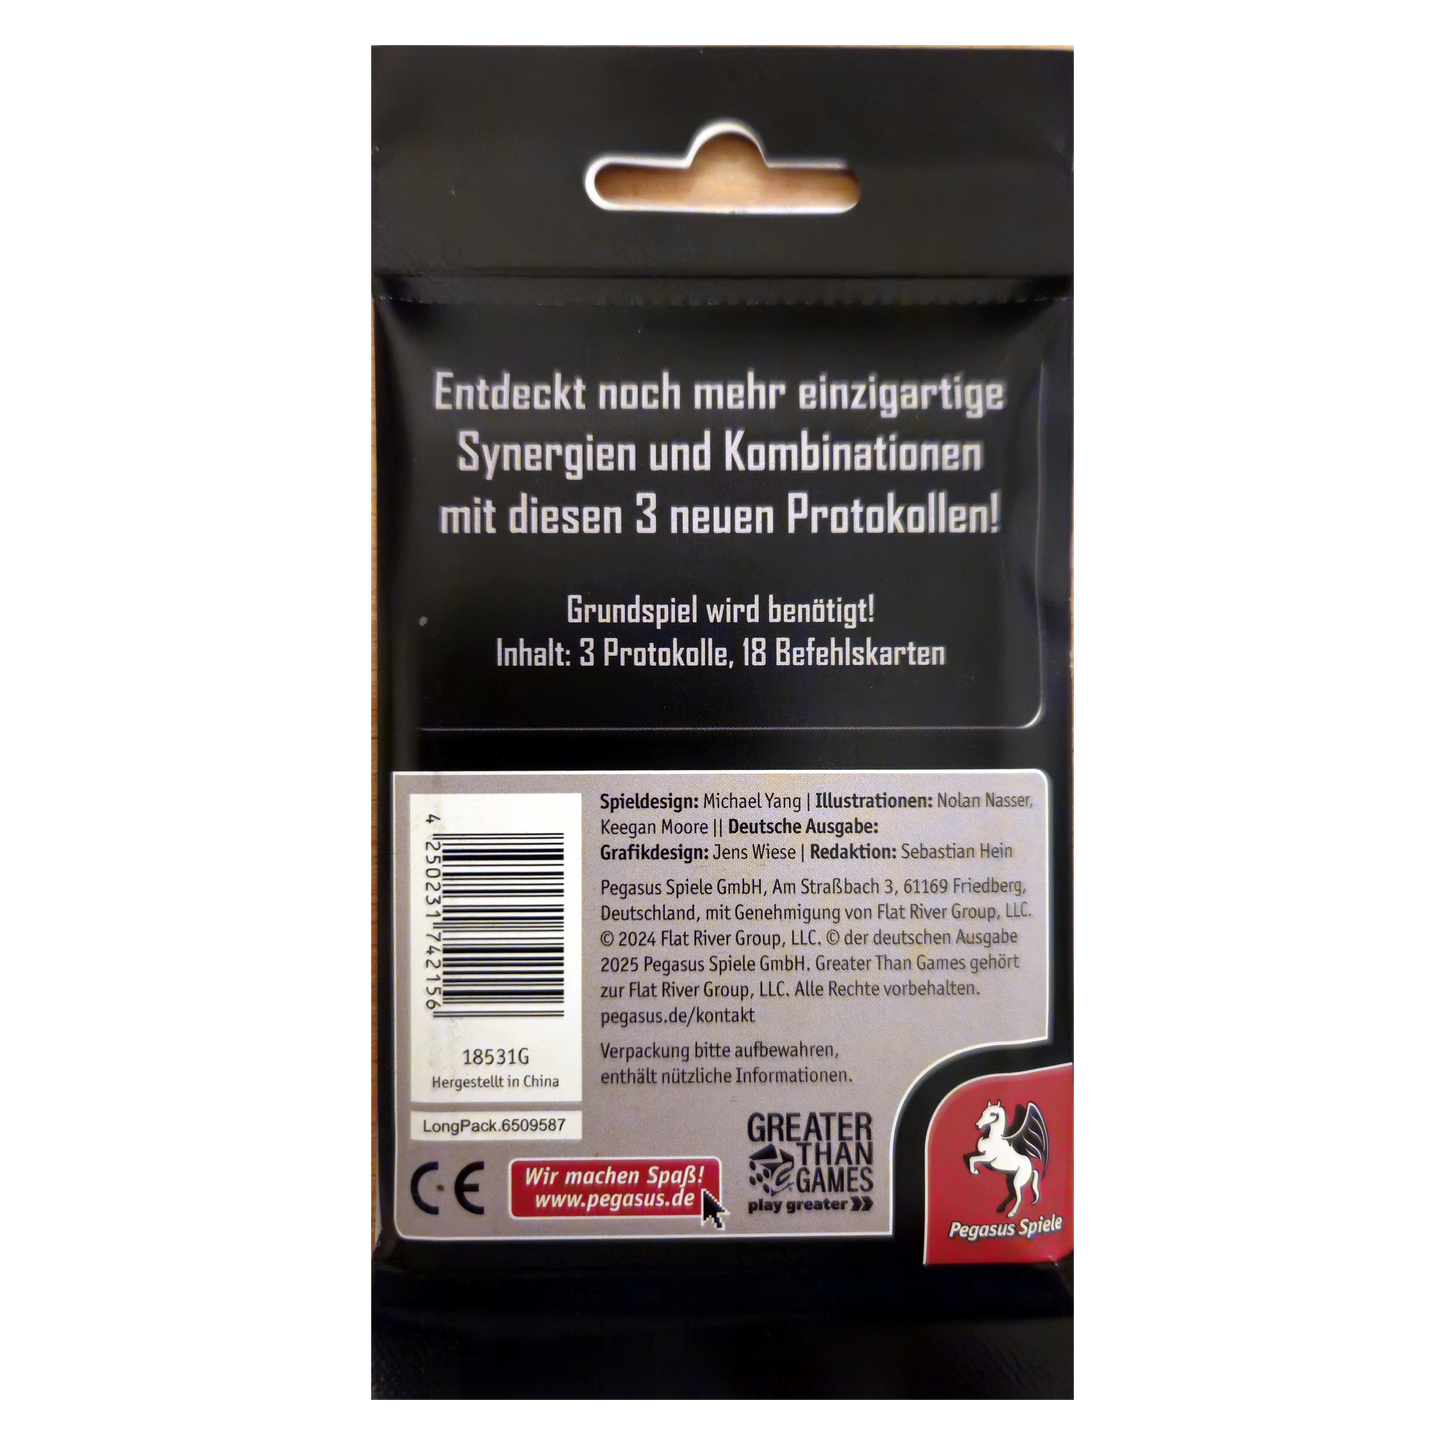 Entdeckt noch mehr einzigartige
Synergien und Kombinationen
mit diesen 3 neuen Protokollen!
Grundspiel wird benötigt!
Inhalt: 3 Protokolle, 18 Befehlskarten
4 250231 742156
18531G
Hergestellt in China
LongPack.6509587
CE
Wir machen Spaß!
www.pegasus.de
Spieldesign: Michael Yang | Illustrationen: Nolan Nasser,
Keegan Moore || Deutsche Ausgabe:
Grafikdesign: Jens Wiese | Redaktion: Sebastian Hein
Pegasus Spiele GmbH, Am Straßbach 3, 61169 Friedberg,
Deutschland, mit Genehmigung von Flat River Group, LLC.
© 2024 Flat River Group, LLC. © der deutschen Ausgabe
2025 Pegasus Spiele GmbH. Greater Than Games gehört
zur Flat River Group, LLC. Alle Rechte vorbehalten.
pegasus.de/kontakt
Verpackung bitte aufbewahren,
enthält nützliche Informationen.
GREATER
THAN
GAMES
play greater
Pegasus Spiele